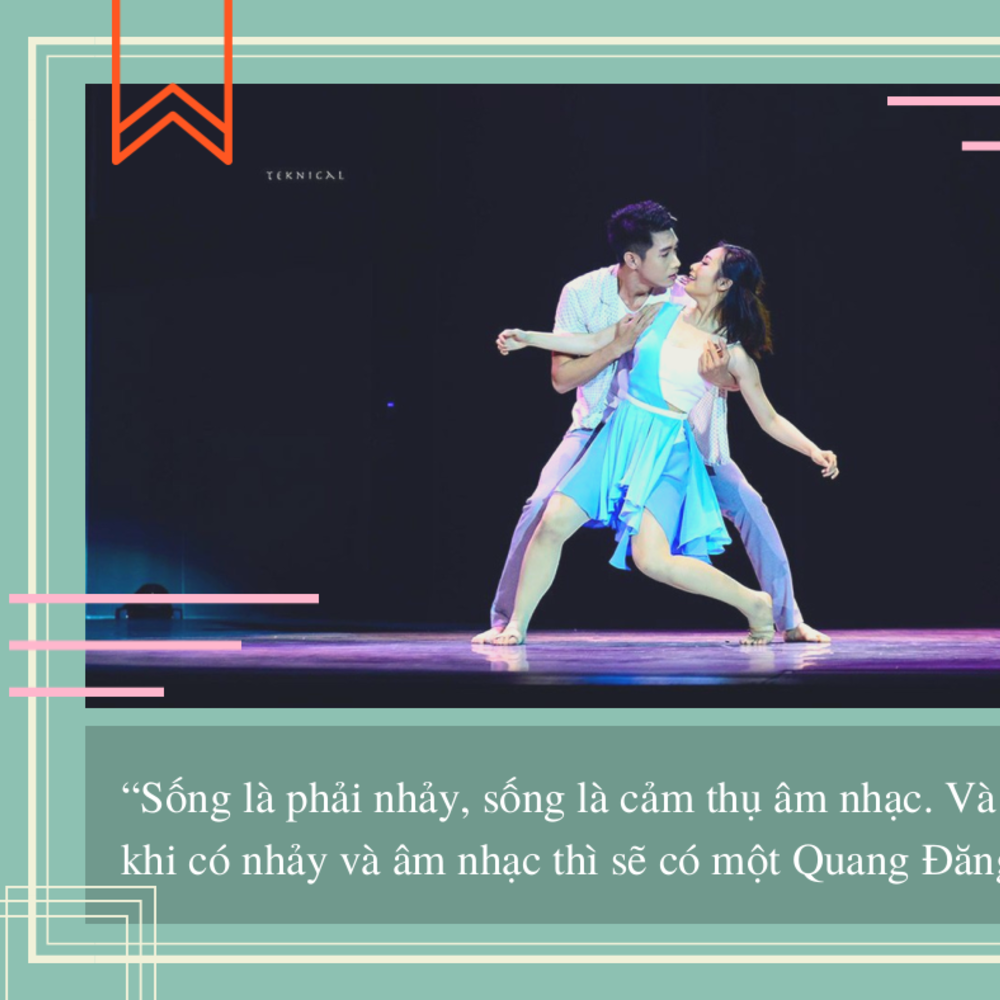 TEKNICAL
“Sống là phải nhảy, sống là cảm thụ âm nhạc. Và
khi có nhảy và âm nhạc thì sẽ có một Quang Đăng